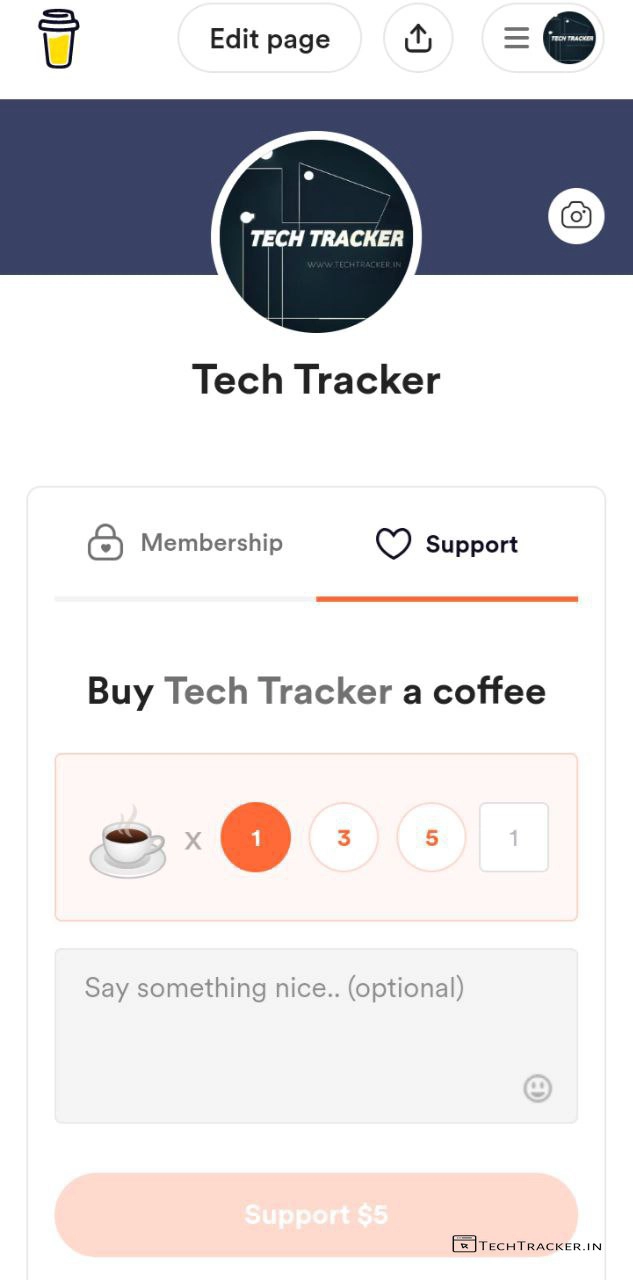 Edit page
TECH TRACKER
TECH TRACKER
WWW.TECHTRACKER.IN
Tech Tracker
Membership
Support
Buy Tech Tracker a coffee
x 1 3 5 1
Say something nice.. (optional)
Support $5
TECHTRACKER.IN